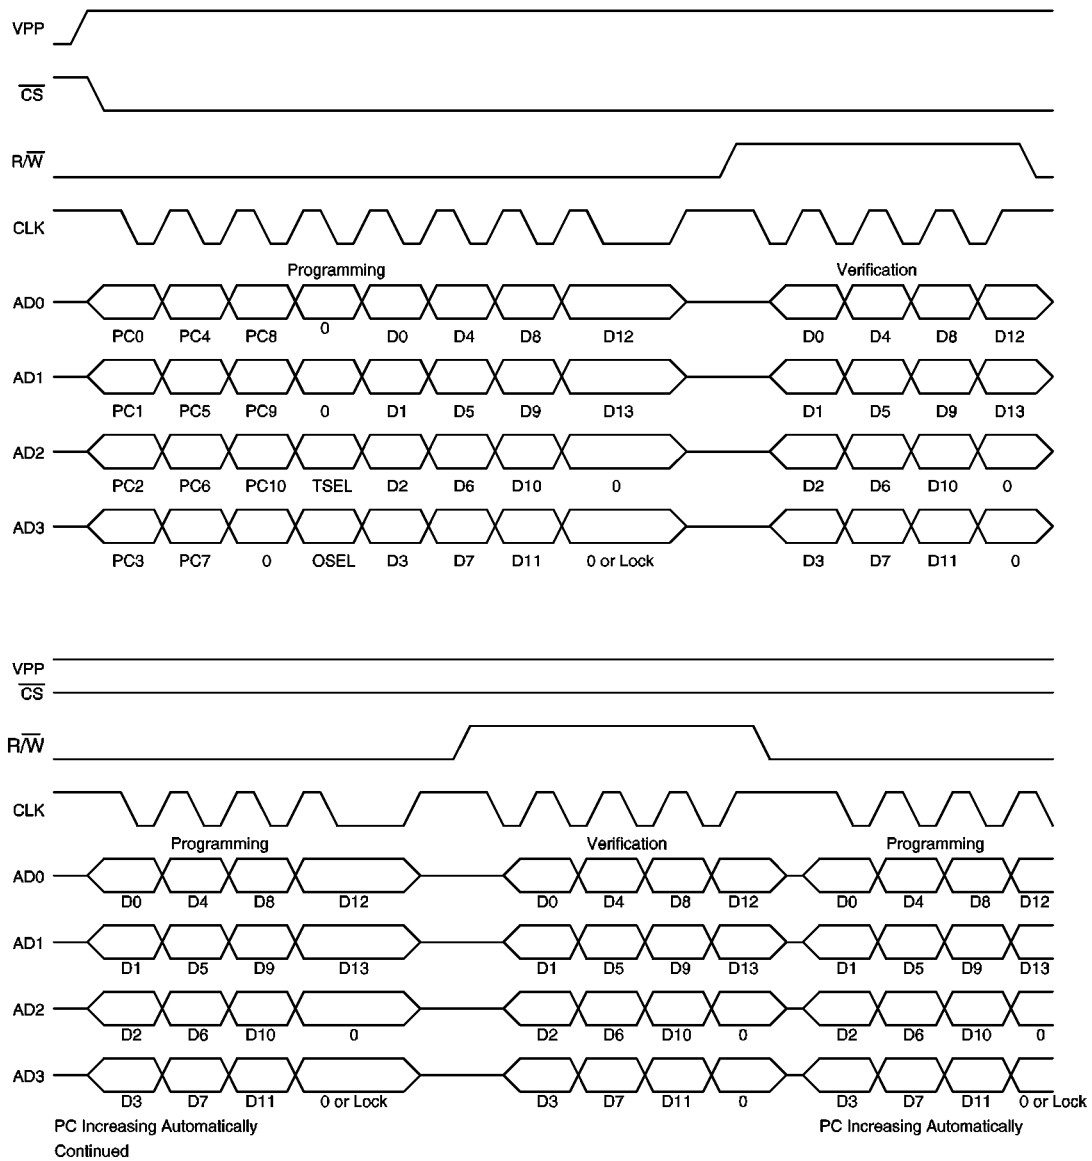 VPP
CS
R/W
CLK
Programming Verification
AD0
PC0 PC4 PC8 0 D0 D4 D8 D12 D0 D4 D8 D12
AD1
PC1 PC5 PC9 0 D1 D5 D9 D13 D1 D5 D9 D13
AD2
PC2 PC6 PC10 TSEL D2 D6 D10 0 D2 D6 D10 0
AD3
PC3 PC7 0 OSEL D3 D7 D11 0 or Lock D3 D7 D11 0
VPP
CS
R/W
CLK
Programming Verification Programming
AD0
D0 D4 D8 D12 D0 D4 D8 D12 D0 D4 D8 D12
AD1
D1 D5 D9 D13 D1 D5 D9 D13 D1 D5 D9 D13
AD2
D2 D6 D10 0 D2 D6 D10 0 D2 D6 D10 0
AD3
D3 D7 D11 0 or Lock D3 D7 D11 0 D3 D7 D11 0 or Lock
PC Increasing Automatically PC Increasing Automatically
Continued